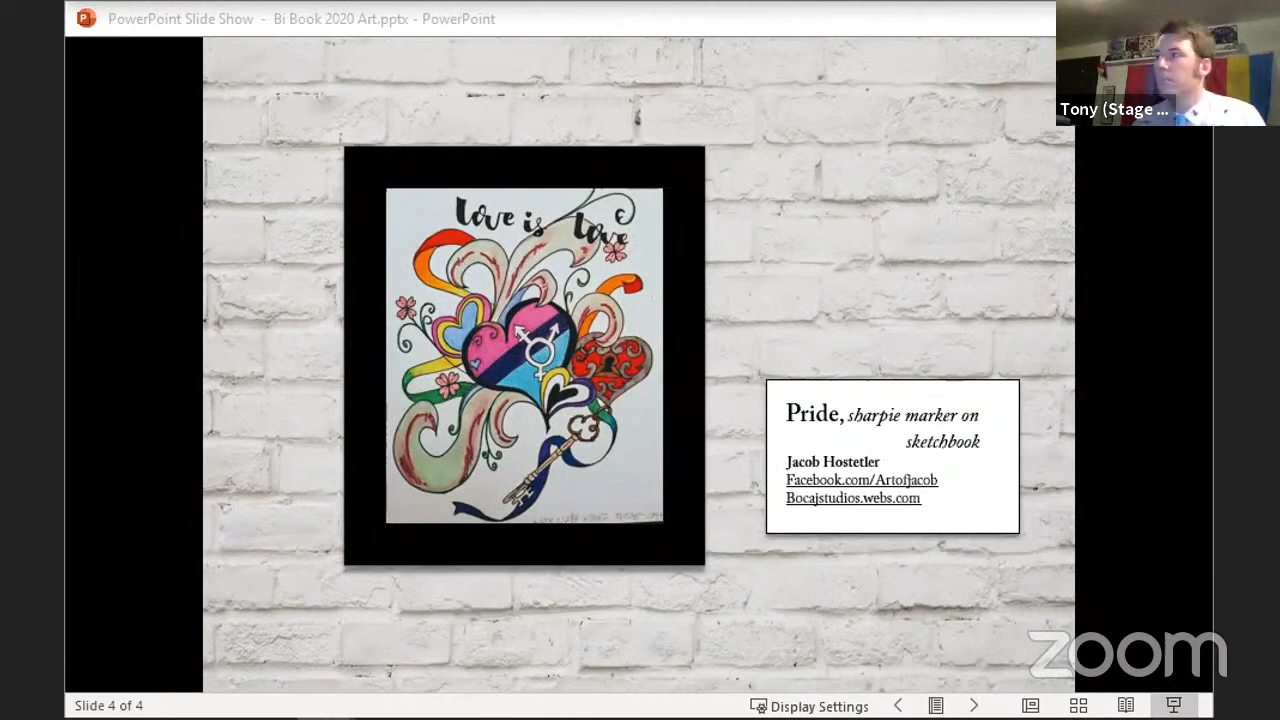 PowerPoint Slide Show - Bi Book 2020 Art.pptx - PowerPoint
Tony (Stage ...
Love is Love
Pride, sharpie marker on
sketchbook
Jacob Hostetler
Facebook.com/Artofjacob
Bocajstudios.webs.com
zoom
Slide 4 of 4
Display Settings